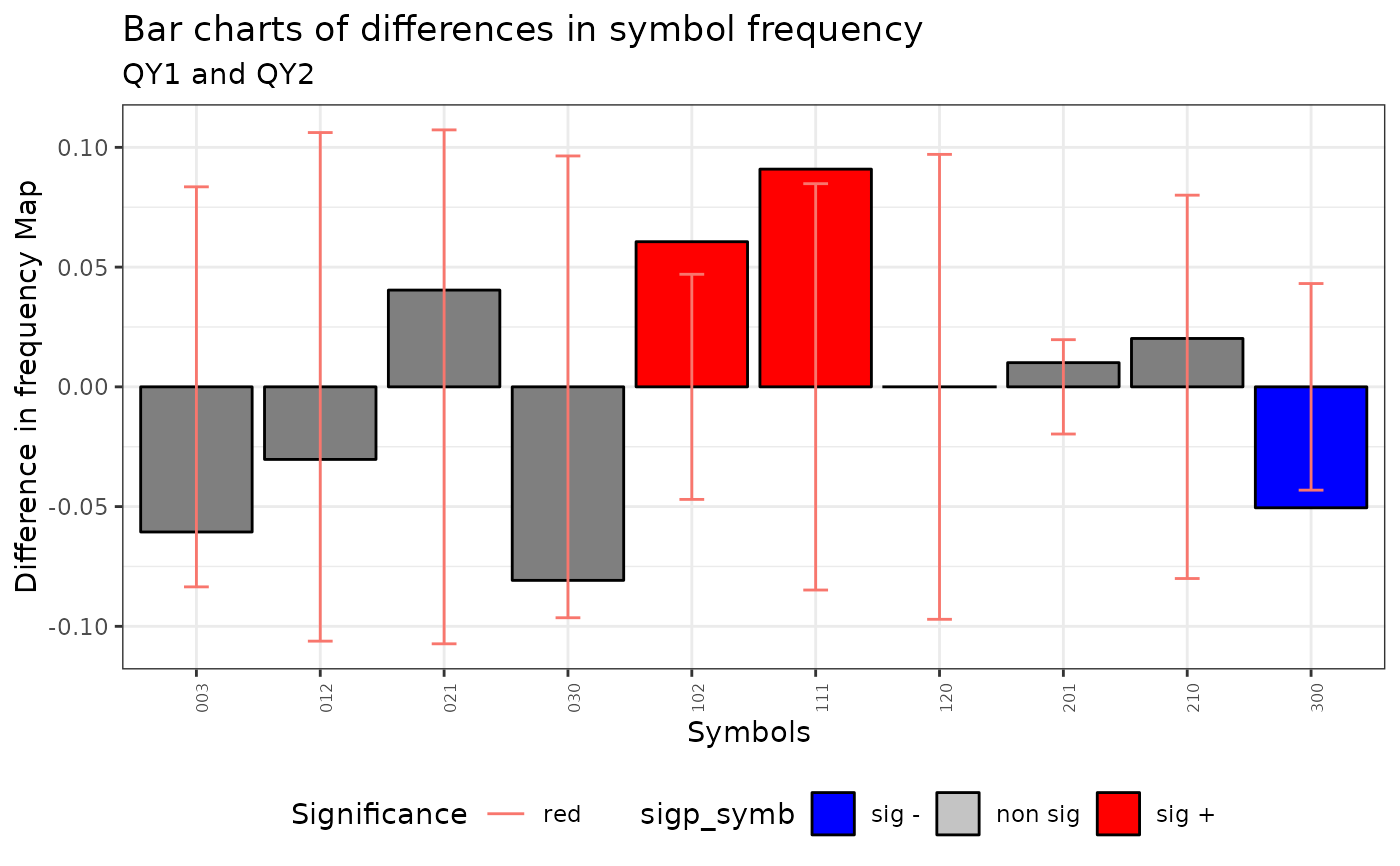 Bar charts of differences in symbol frequency
QY1 and QY2
Difference in frequency Map
0.10
0.05
0.00
-0.05
-0.10
003 012 021 030 102 111 120 201 210 300
Symbols
Significance red sigp_symb sig - non sig sig +